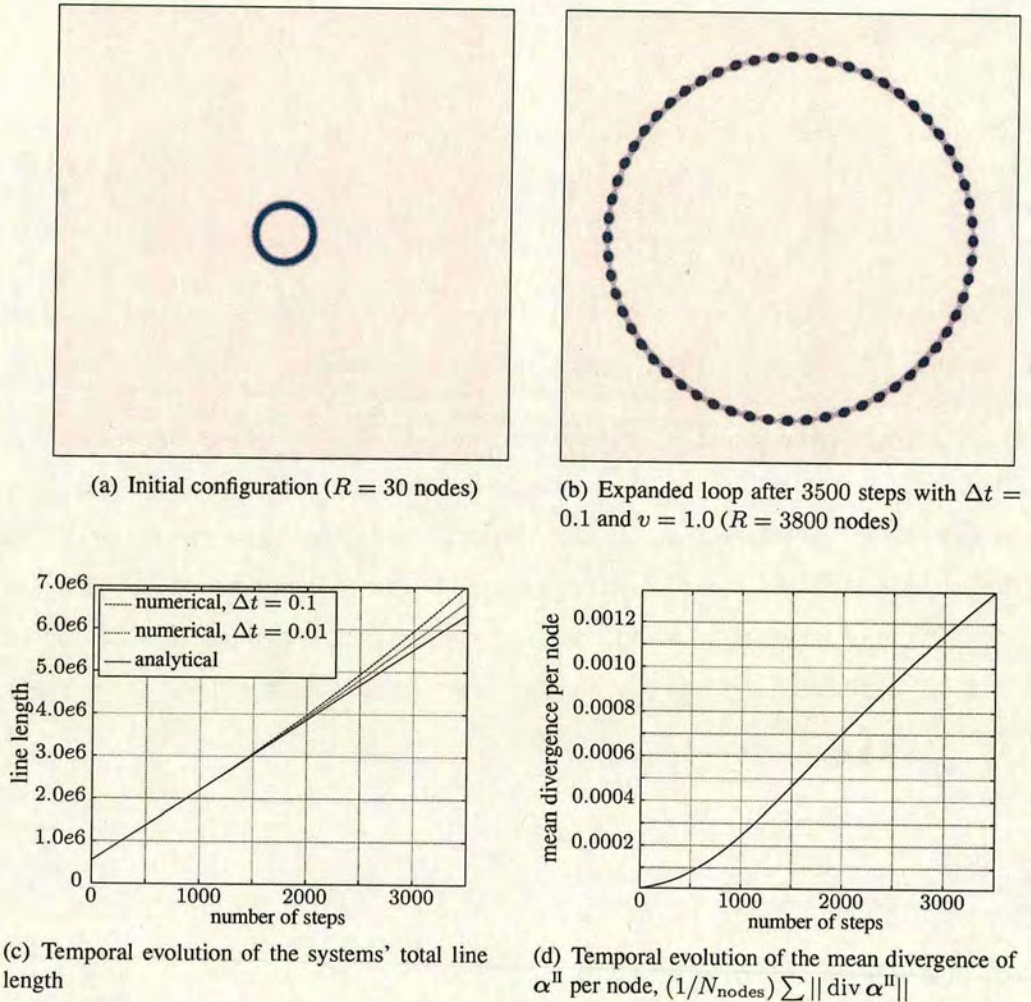 (a) Initial configuration (R = 30 nodes)
(b) Expanded loop after 3500 steps with Δt =
0.1 and v = 1.0 (R = 3800 nodes)
7.0e6
6.0e6
5.0e6
4.0e6
3.0e6
2.0e6
1.0e6
0
line length
numerical, Δt = 0.1
numerical, Δt = 0.01
analytical
0
1000
2000
3000
number of steps
(c) Temporal evolution of the systems' total line
length
0.0012
0.0010
0.0008
0.0006
0.0004
0.0002
mean divergence per node
0
1000
2000
3000
number of steps
(d) Temporal evolution of the mean divergence of
α^II per node, (1/N_nodes) ∑ || div α^II||